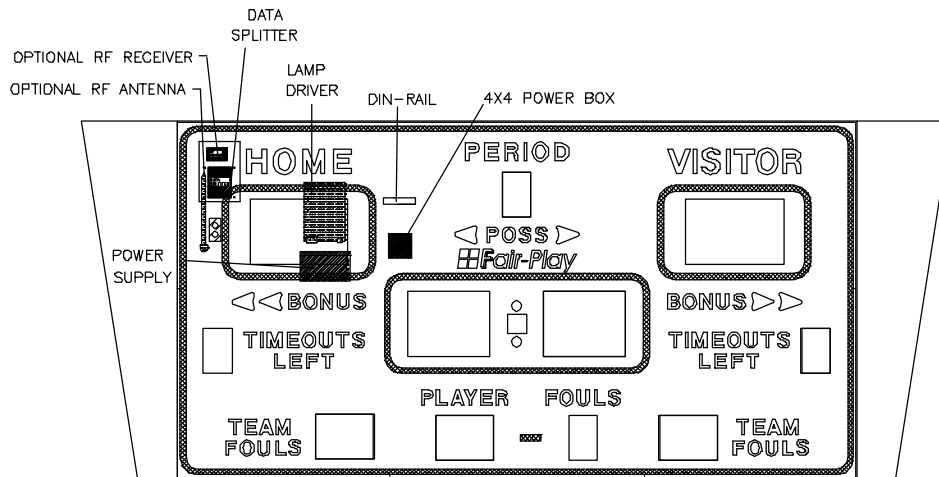 DATA
SPLITTER
OPTIONAL RF RECEIVER
OPTIONAL RF ANTENNA
LAMP
DRIVER
DIN-RAIL
4X4 POWER BOX
HOME
PERIOD
VISITOR
POSS
Fair-Play
POWER
SUPPLY
BONUS
BONUS
TIMEOUTS
LEFT
TIMEOUTS
LEFT
PLAYER
FOULS
TEAM
FOULS
TEAM
FOULS